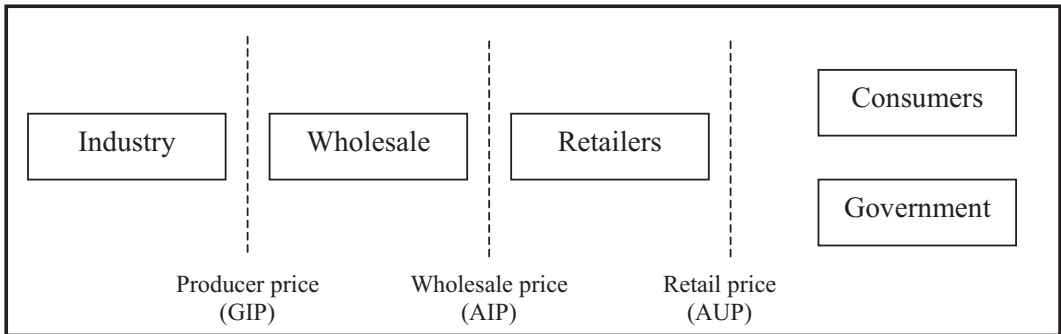 Consumers
Industry
Wholesale
Retailers
Government
Producer price
(GIP)
Wholesale price
(AIP)
Retail price
(AUP)